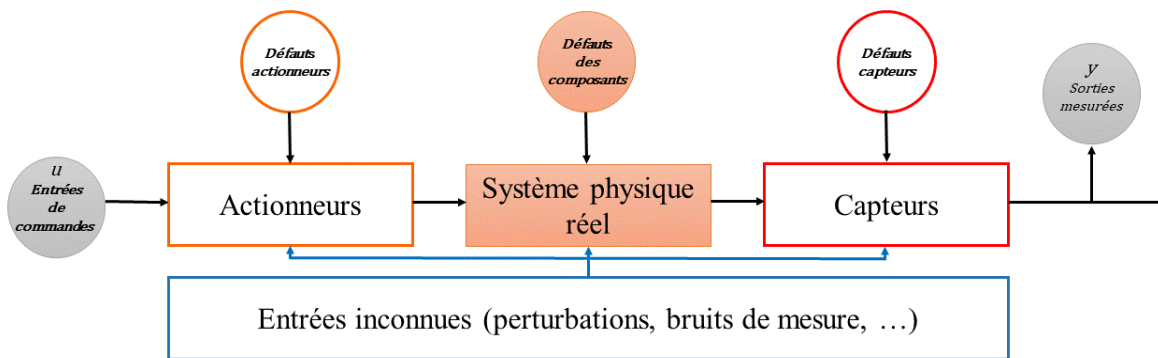 Défauts
actionneurs
Défauts
des
composants
Défauts
capteurs
y
Sorties
mesurées
u
Entrées
de
commandes
Actionneurs
Système physique
réel
Capteurs
Entrées inconnues (perturbations, bruits de mesure, …)